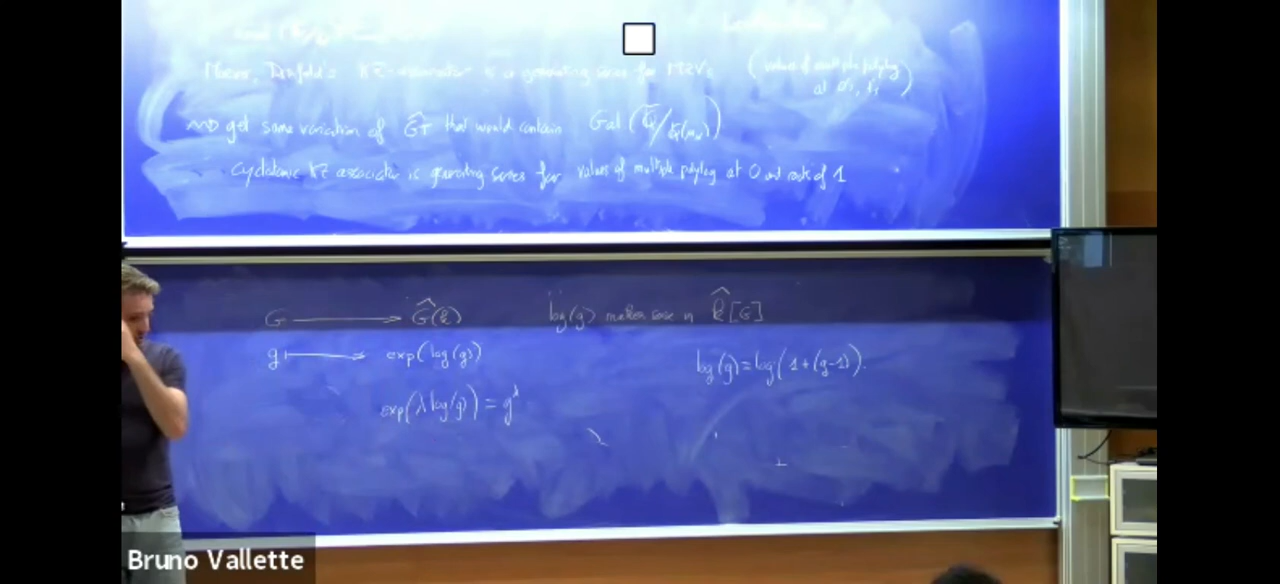 Moreover, Drinfeld's KZ-associator is a generating series for MZVs (values of multiple polylog at 0's, 1's)
⇝ get some variation of ĜT that would contain Gal(Q̄/Q(μ_N))
cyclotomic KZ associator is generating series for values of multiple polylog at 0 and roots of 1
G ⟶ Ĝ(k) log(g) makes sense in k̂[G]
g ⟼ exp(log(g)) log(g)=log(1+(g-1)).
exp(λ log(g)) = g^λ
Bruno Vallette